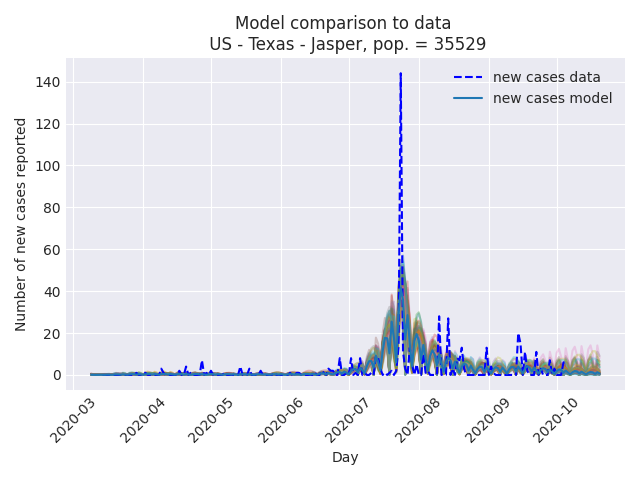 Model comparison to data
US - Texas - Jasper, pop. = 35529
new cases data
new cases model
Number of new cases reported
140
120
100
80
60
40
20
0
2020-03
2020-04
2020-05
2020-06
2020-07
2020-08
2020-09
2020-10
Day